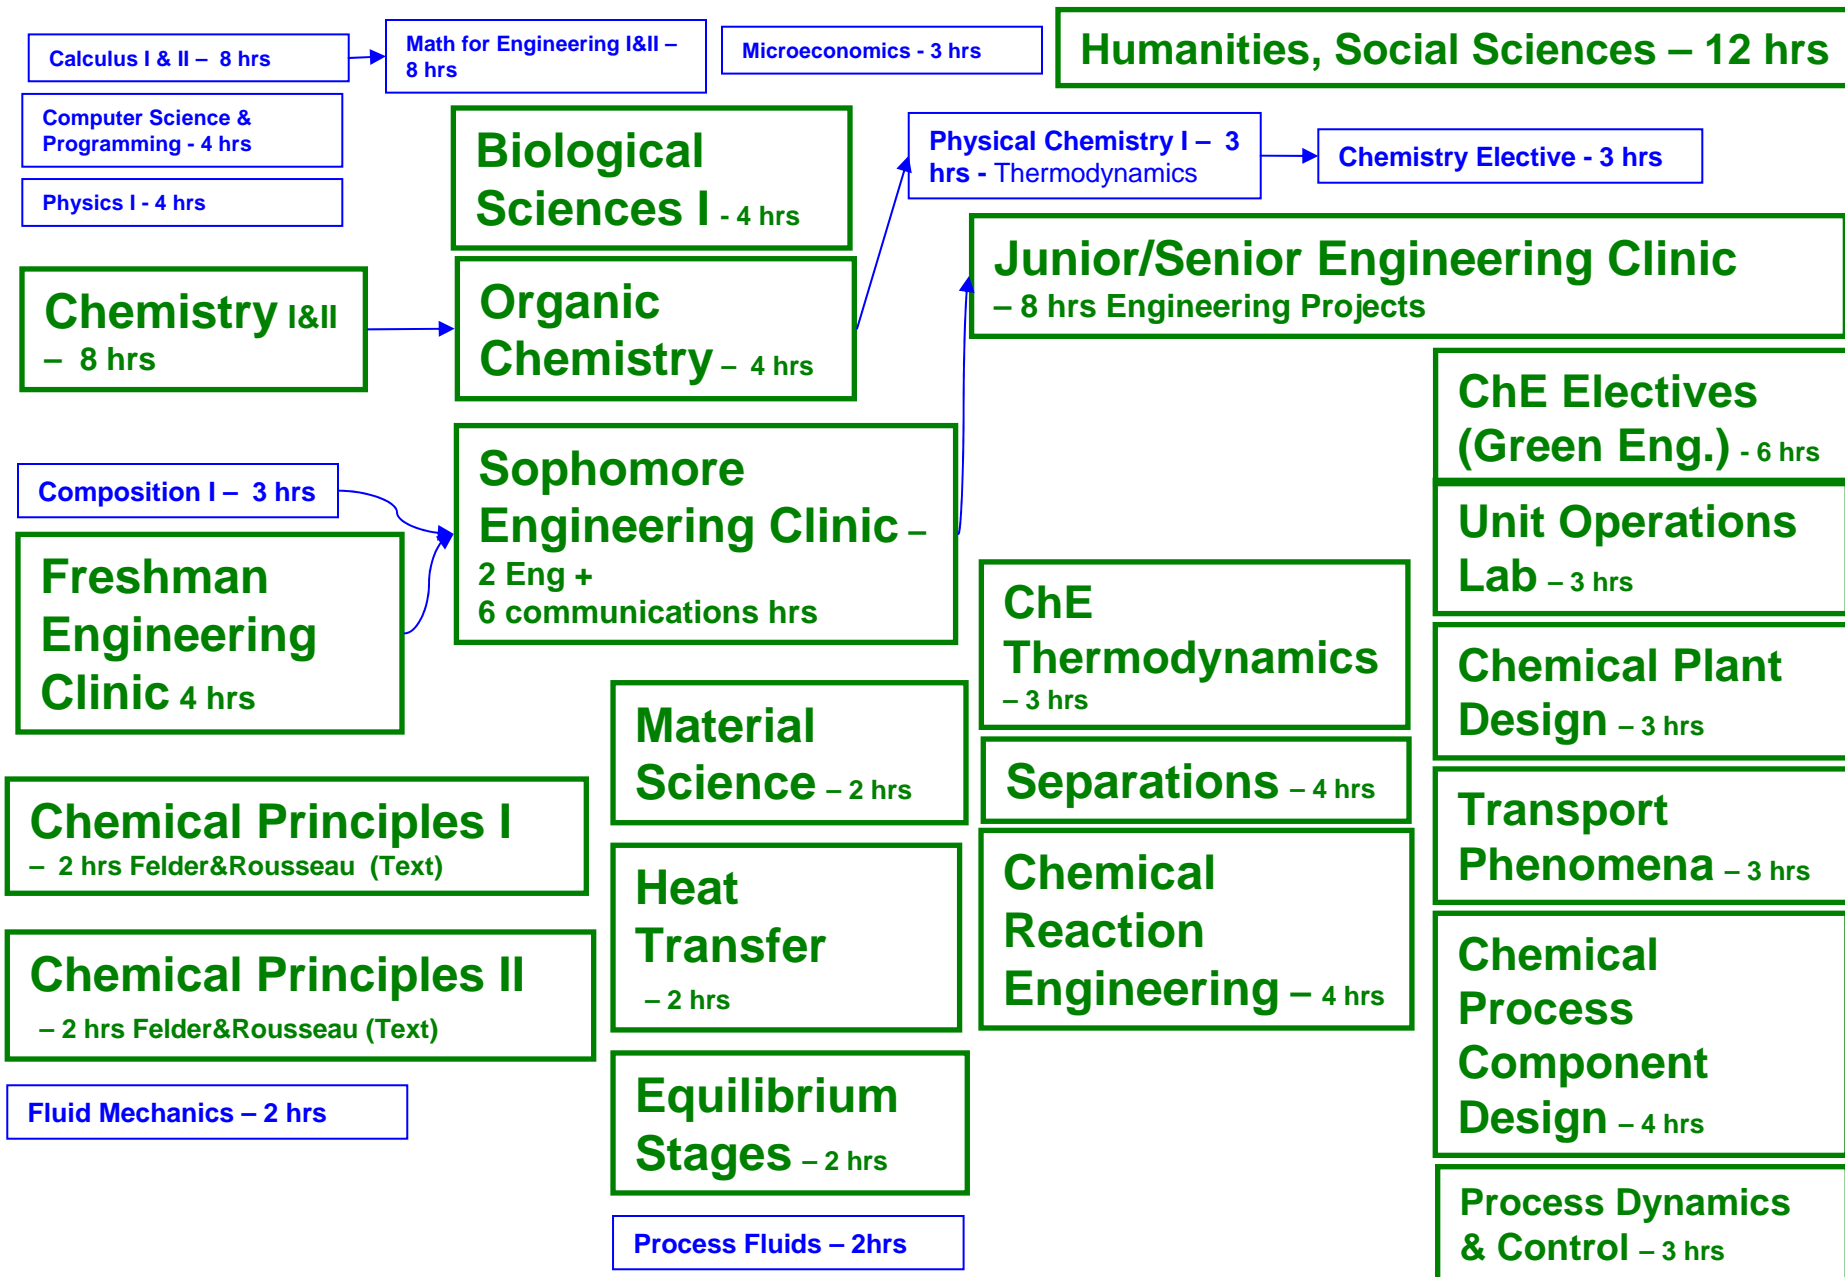 Calculus I & II – 8 hrs
Math for Engineering I&II –
8 hrs
Microeconomics - 3 hrs
Humanities, Social Sciences – 12 hrs
Computer Science &
Programming - 4 hrs
Physics I - 4 hrs
Biological
Sciences I - 4 hrs
Physical Chemistry I – 3
hrs - Thermodynamics
Chemistry Elective - 3 hrs
Chemistry I&II
– 8 hrs
Organic
Chemistry – 4 hrs
Junior/Senior Engineering Clinic
– 8 hrs Engineering Projects
Composition I – 3 hrs
Freshman
Engineering
Clinic 4 hrs
Sophomore
Engineering Clinic –
2 Eng +
6 communications hrs
Chemical Principles I
– 2 hrs Felder&Rousseau (Text)
Chemical Principles II
– 2 hrs Felder&Rousseau (Text)
Fluid Mechanics – 2 hrs
Material
Science – 2 hrs
Heat
Transfer
– 2 hrs
Equilibrium
Stages – 2 hrs
Process Fluids – 2hrs
ChE
Thermodynamics
– 3 hrs
Separations – 4 hrs
Chemical
Reaction
Engineering – 4 hrs
ChE Electives
(Green Eng.) - 6 hrs
Unit Operations
Lab – 3 hrs
Chemical Plant
Design – 3 hrs
Transport
Phenomena – 3 hrs
Chemical
Process
Component
Design – 4 hrs
Process Dynamics
& Control – 3 hrs